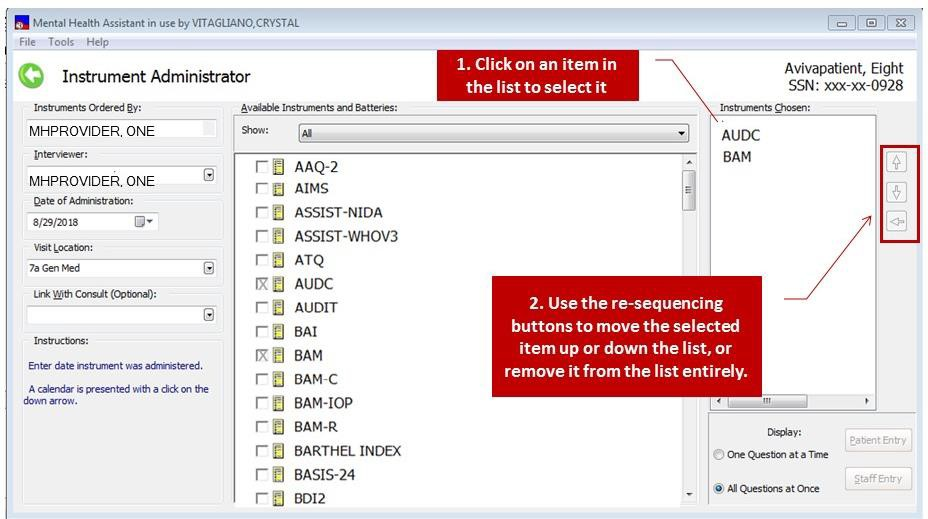 Mental Health Assistant in use by VITAGLIANO,CRYSTAL
File Tools Help
Instrument Administrator
1. Click on an item in
the list to select it
Avivapatient, Eight
SSN: xxx-xx-0928
Instruments Ordered By:
MHPROVIDER, ONE
Interviewer:
MHPROVIDER, ONE
Date of Administration:
8/29/2018
Visit Location:
7a Gen Med
Link With Consult (Optional):
Instructions:
Enter date instrument was administered.
A calendar is presented with a click on the
down arrow.
Available Instruments and Batteries:
Show: All
AAQ-2
AIMS
ASSIST-NIDA
ASSIST-WHOV3
ATQ
AUDC
AUDIT
BAI
BAM
BAM-C
BAM-IOP
BAM-R
BARTHEL INDEX
BASIS-24
BDI2
Instruments Chosen:
AUDC
BAM
2. Use the re-sequencing
buttons to move the selected
item up or down the list, or
remove it from the list entirely.
Display:
One Question at a Time
All Questions at Once
Patient Entry
Staff Entry